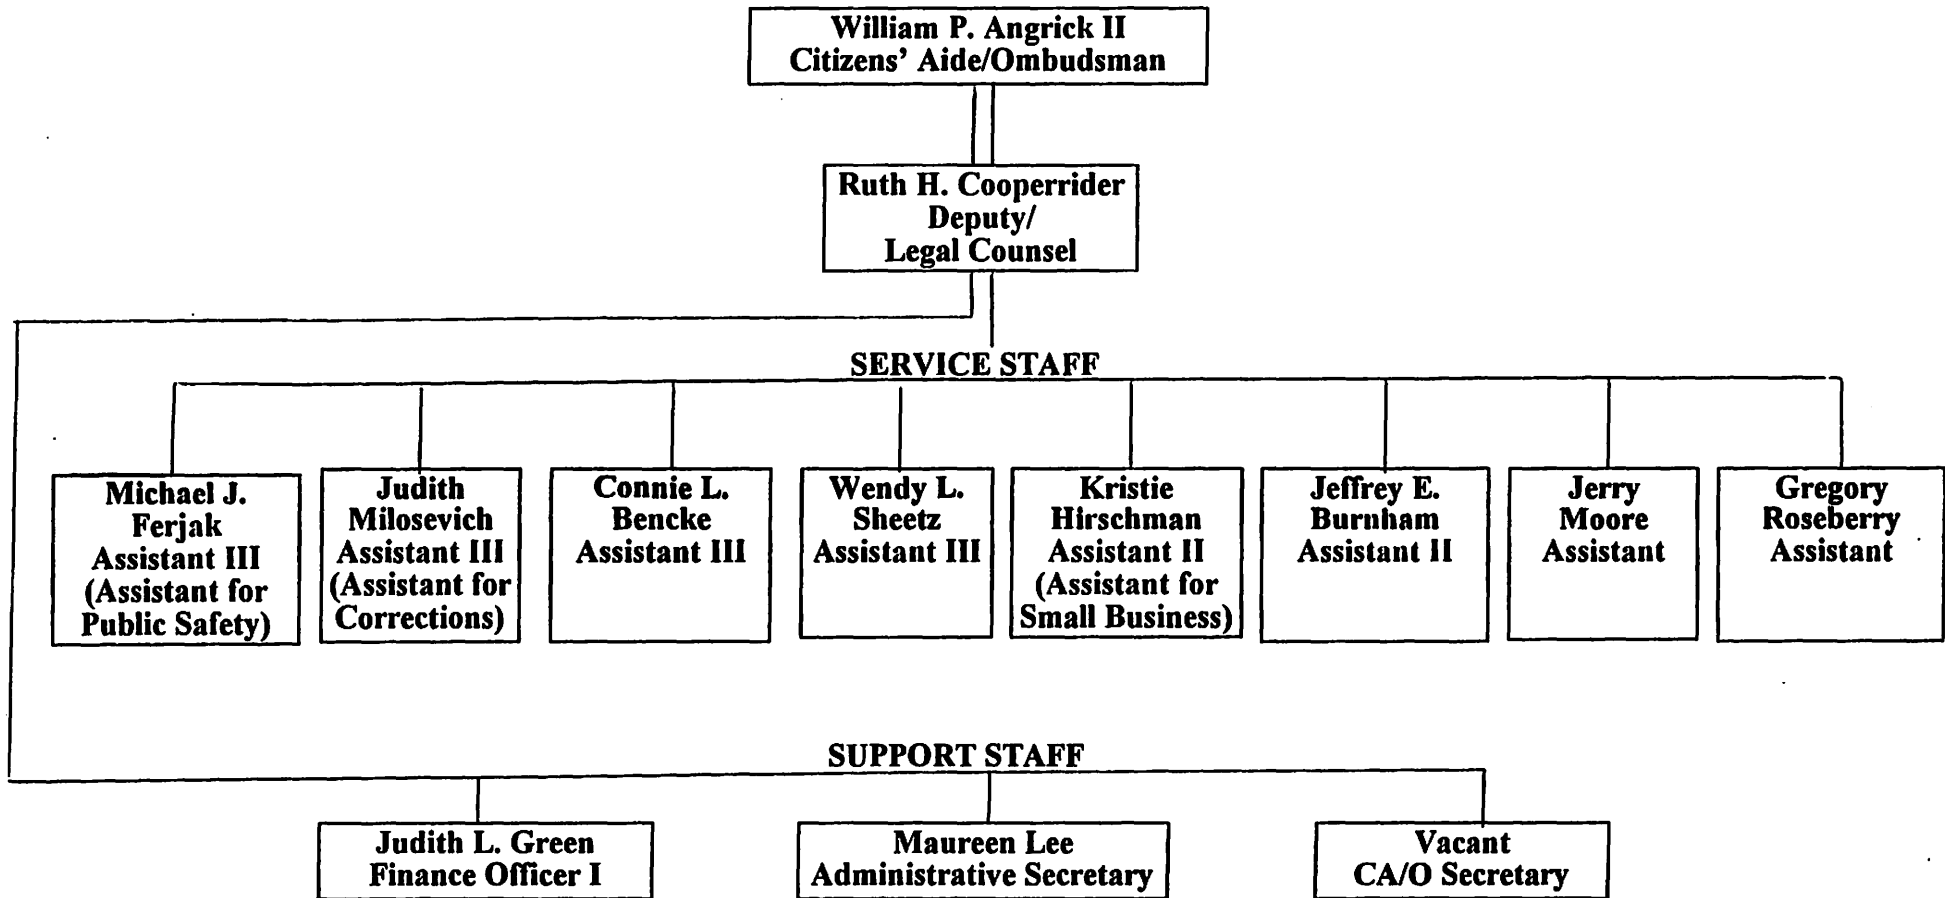 William P. Angrick II
Citizens' Aide/Ombudsman
Ruth H. Cooperrider
Deputy/
Legal Counsel
SERVICE STAFF
Michael J.
Ferjak
Assistant III
(Assistant for
Public Safety)
Judith
Milosevich
Assistant III
(Assistant for
Corrections)
Connie L.
Bencke
Assistant III
Wendy L.
Sheetz
Assistant III
Kristie
Hirschman
Assistant II
(Assistant for
Small Business)
Jeffrey E.
Burnham
Assistant II
Jerry
Moore
Assistant
Gregory
Roseberry
Assistant
SUPPORT STAFF
Judith L. Green
Finance Officer I
Maureen Lee
Administrative Secretary
Vacant
CA/O Secretary